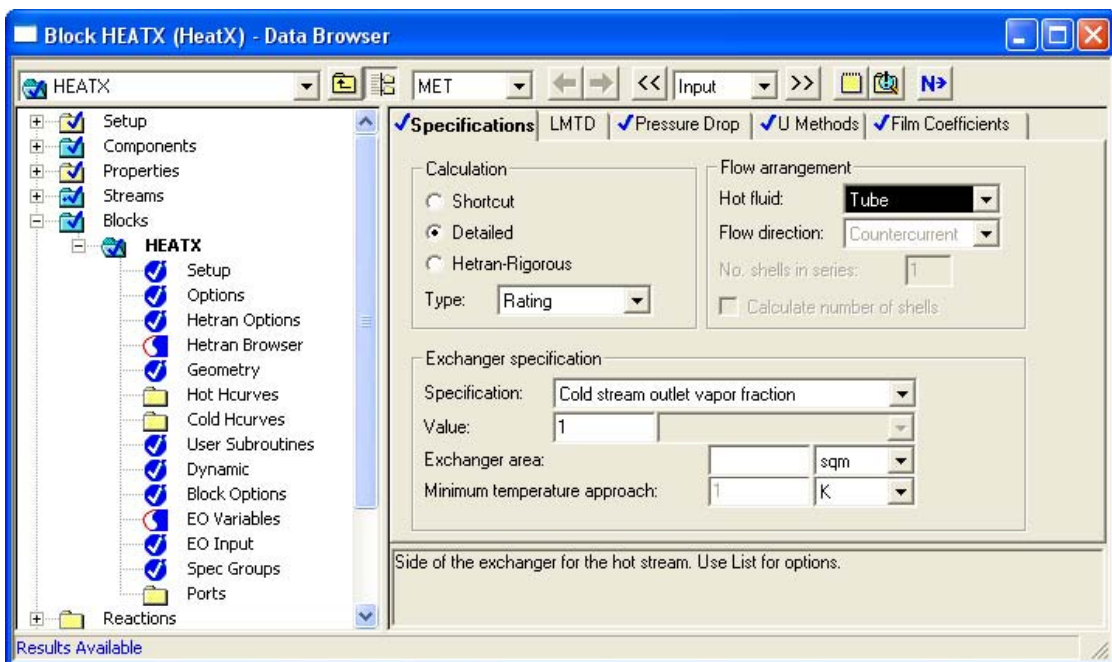 Block HEATX (HeatX) - Data Browser
HEATX
MET
<<
Input
>>
N>
Setup
Components
Properties
Streams
Blocks
HEATX
Setup
Options
Hetran Options
Hetran Browser
Geometry
Hot Hcurves
Cold Hcurves
User Subroutines
Dynamic
Block Options
EO Variables
EO Input
Spec Groups
Ports
Reactions
Specifications LMTD Pressure Drop U Methods Film Coefficients
Calculation
Shortcut
Detailed
Hetran-Rigorous
Type: Rating
Flow arrangement
Hot fluid: Tube
Flow direction: Countercurrent
No. shells in series: 1
Calculate number of shells
Exchanger specification
Specification: Cold stream outlet vapor fraction
Value: 1
Exchanger area: sqm
Minimum temperature approach: 1 K
Side of the exchanger for the hot stream. Use List for options.
Results Available